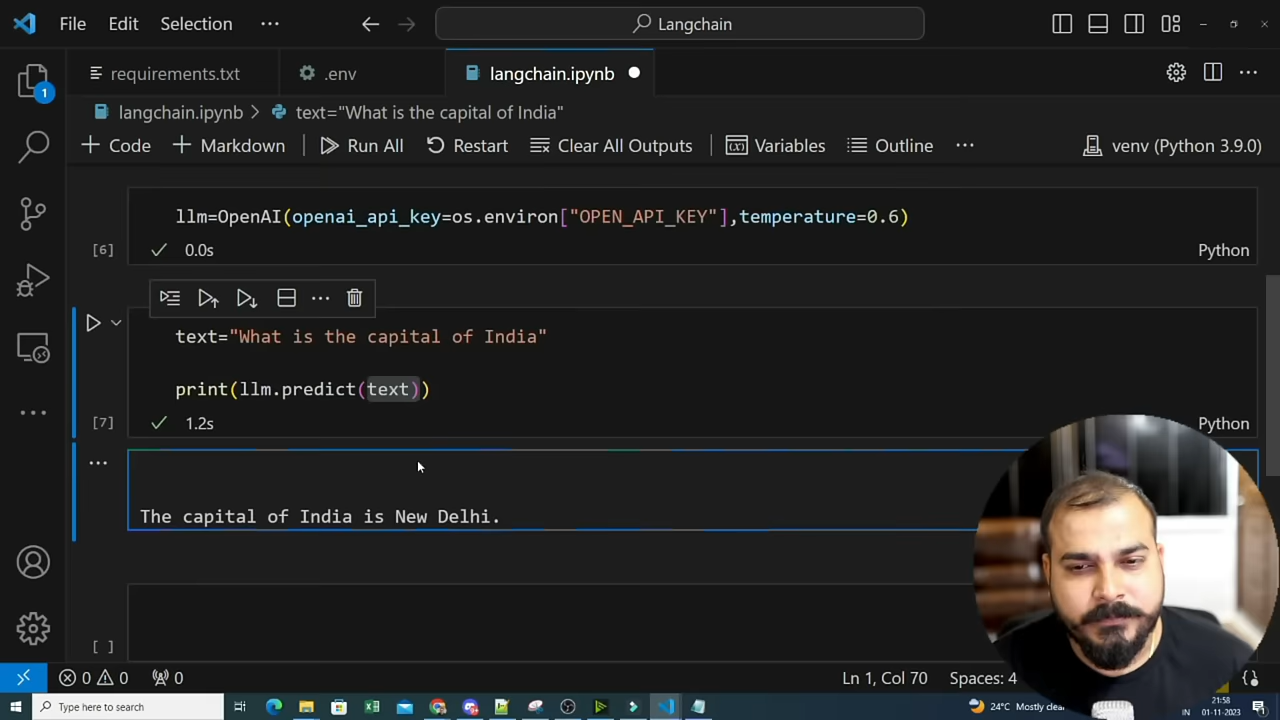 File Edit Selection ··· Langchain
requirements.txt .env langchain.ipynb
langchain.ipynb > text="What is the capital of India"
+ Code + Markdown Run All Restart Clear All Outputs Variables Outline ··· venv (Python 3.9.0)
1
llm=OpenAI(openai_api_key=os.environ["OPEN_API_KEY"],temperature=0.6)
[6] 0.0s Python
text="What is the capital of India"
print(llm.predict(text))
[7] 1.2s Python
The capital of India is New Delhi.
[ ]
0 0 0 Ln 1, Col 70 Spaces: 4
Type here to search 24°C Mostly clear IN 21:58 01-11-2023